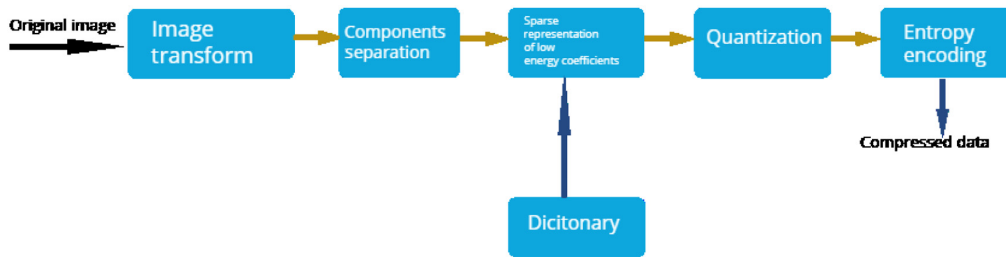 Original image
Image
transform
Components
separation
Sparse
representation
of low
energy coefficients
Quantization
Entropy
encoding
Compressed data
Dicitonary